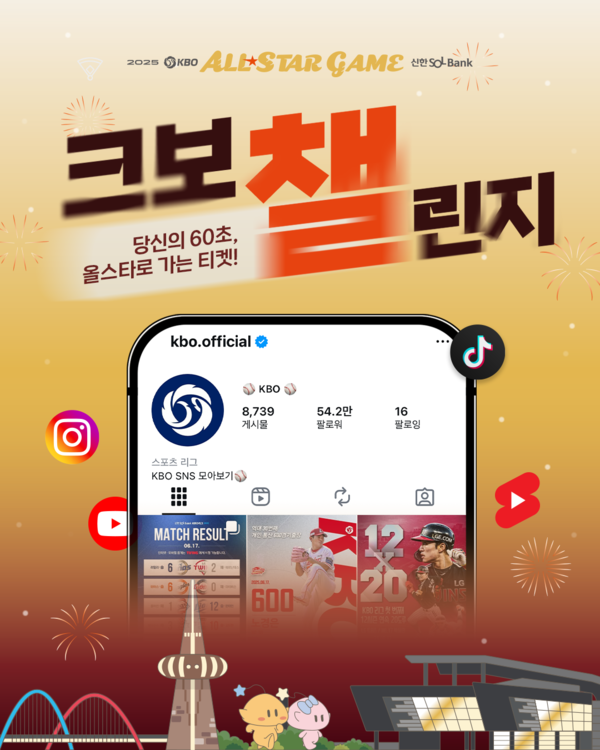 2025 KBO ALL★STAR GAME 신한 SOL Bank
크보챌린지
당신의 60초,
올스타로 가는 티켓!
kbo.official
KBO
8,739 54.2만 16
게시물 팔로워 팔로잉
스포츠 리그
KBO SNS 모아보기
MATCH RESULT
06.17.
600
12
20